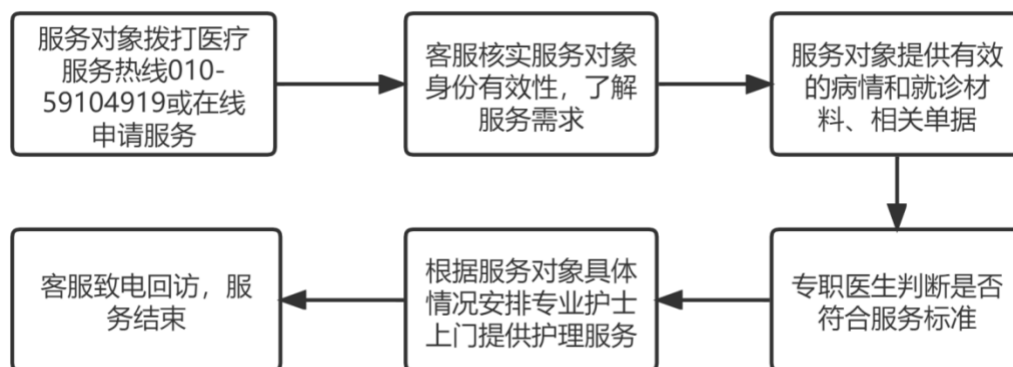 服务对象拨打医疗
服务热线010-
59104919或在线
申请服务
客服核实服务对象
身份有效性，了解
服务需求
服务对象提供有效
的病情和就诊材
料、相关单据
专职医生判断是否
符合服务标准
根据服务对象具体
情况安排专业护士
上门提供护理服务
客服致电回访，服
务结束